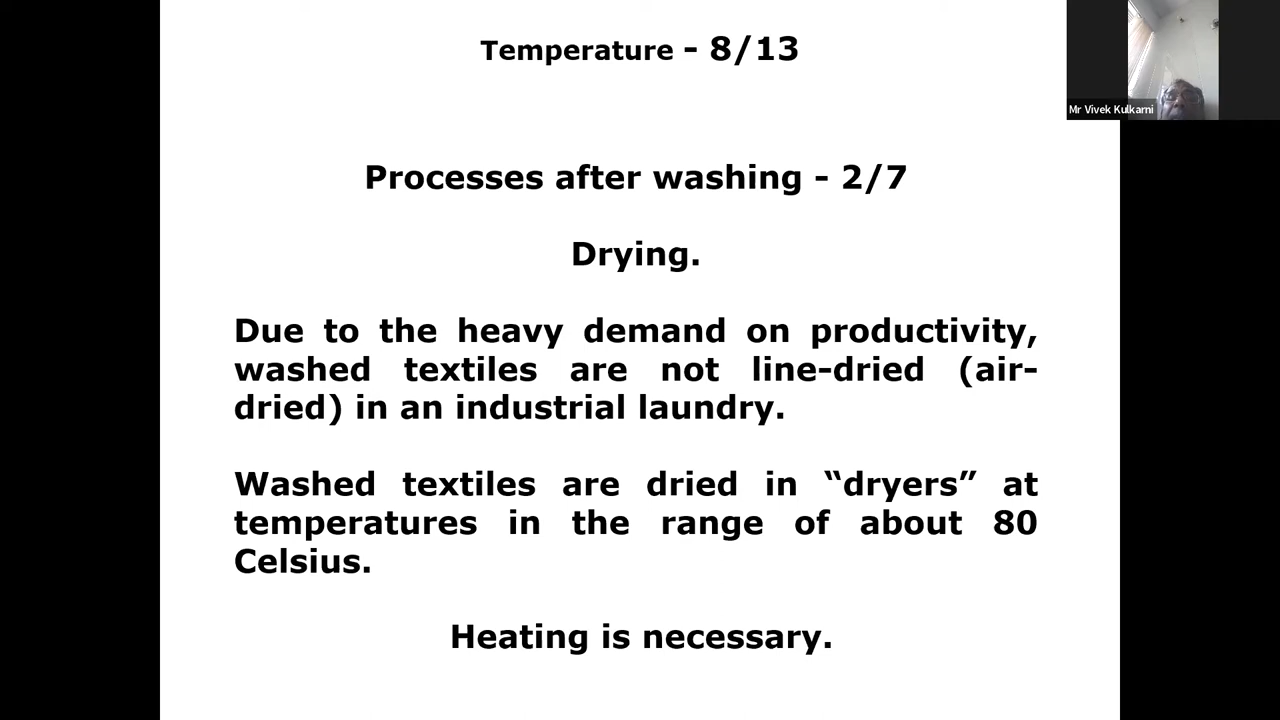 Temperature - 8/13
Mr Vivek Kulkarni
Processes after washing - 2/7
Drying.
Due to the heavy demand on productivity,
washed textiles are not line-dried (air-
dried) in an industrial laundry.
Washed textiles are dried in “dryers” at
temperatures in the range of about 80
Celsius.
Heating is necessary.